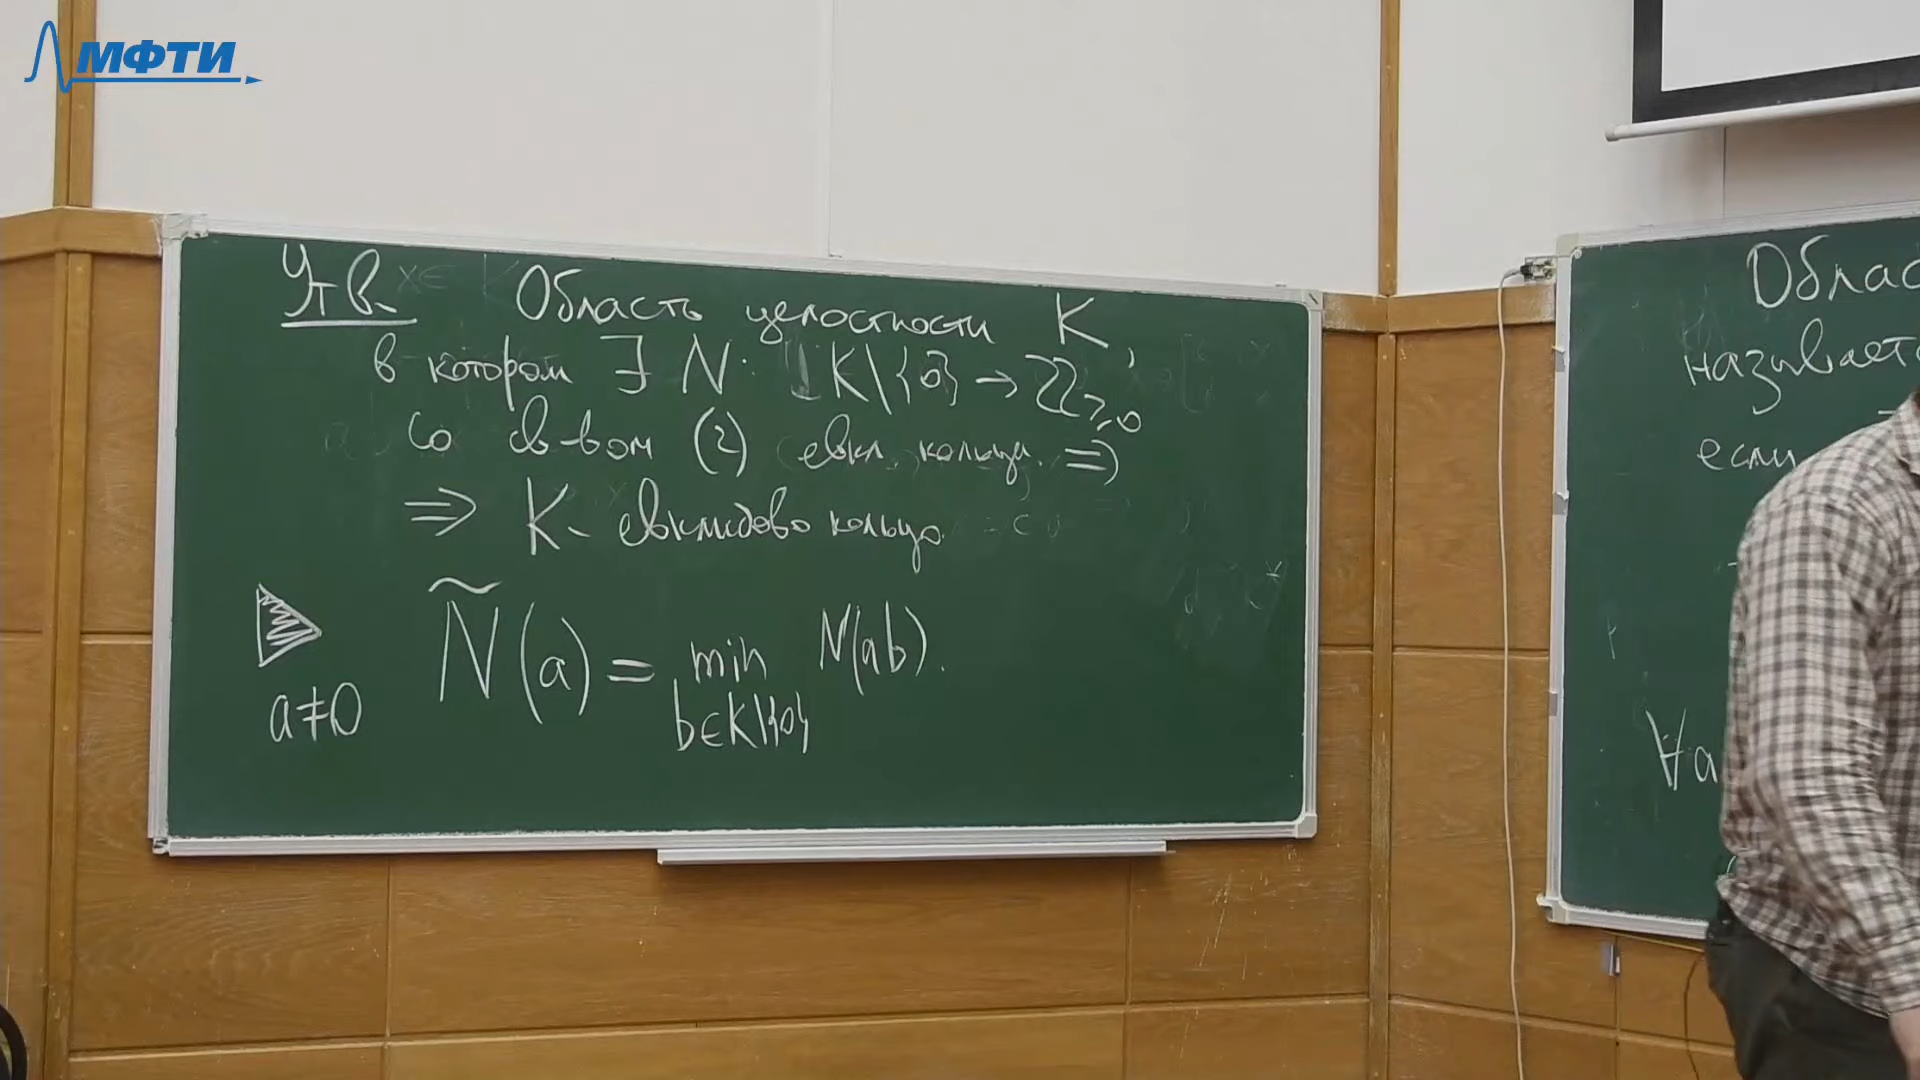 МФТИ
Утв. Область целостности K,
в котором ∃ N: K\{0} → ℤ≥0
со св-вом (2) евкл. кольца. ⇒
⇒ K - евклидово кольцо.
Ñ(a) = min N(ab).
b∈K\{0}
a≠0
Облас
называетс
если
∀a